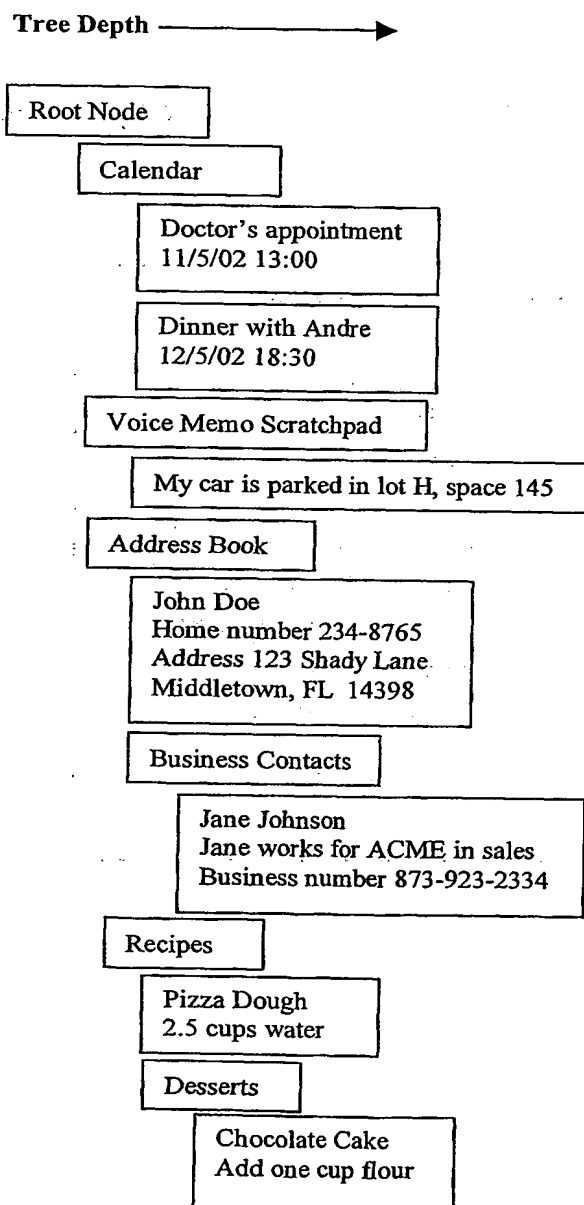 Tree Depth
Root Node
Calendar
Doctor's appointment
11/5/02 13:00
Dinner with Andre
12/5/02 18:30
Voice Memo Scratchpad
My car is parked in lot H, space 145
Address Book
John Doe
Home number 234-8765
Address 123 Shady Lane
Middletown, FL 14398
Business Contacts
Jane Johnson
Jane works for ACME in sales
Business number 873-923-2334
Recipes
Pizza Dough
2.5 cups water
Desserts
Chocolate Cake
Add one cup flour